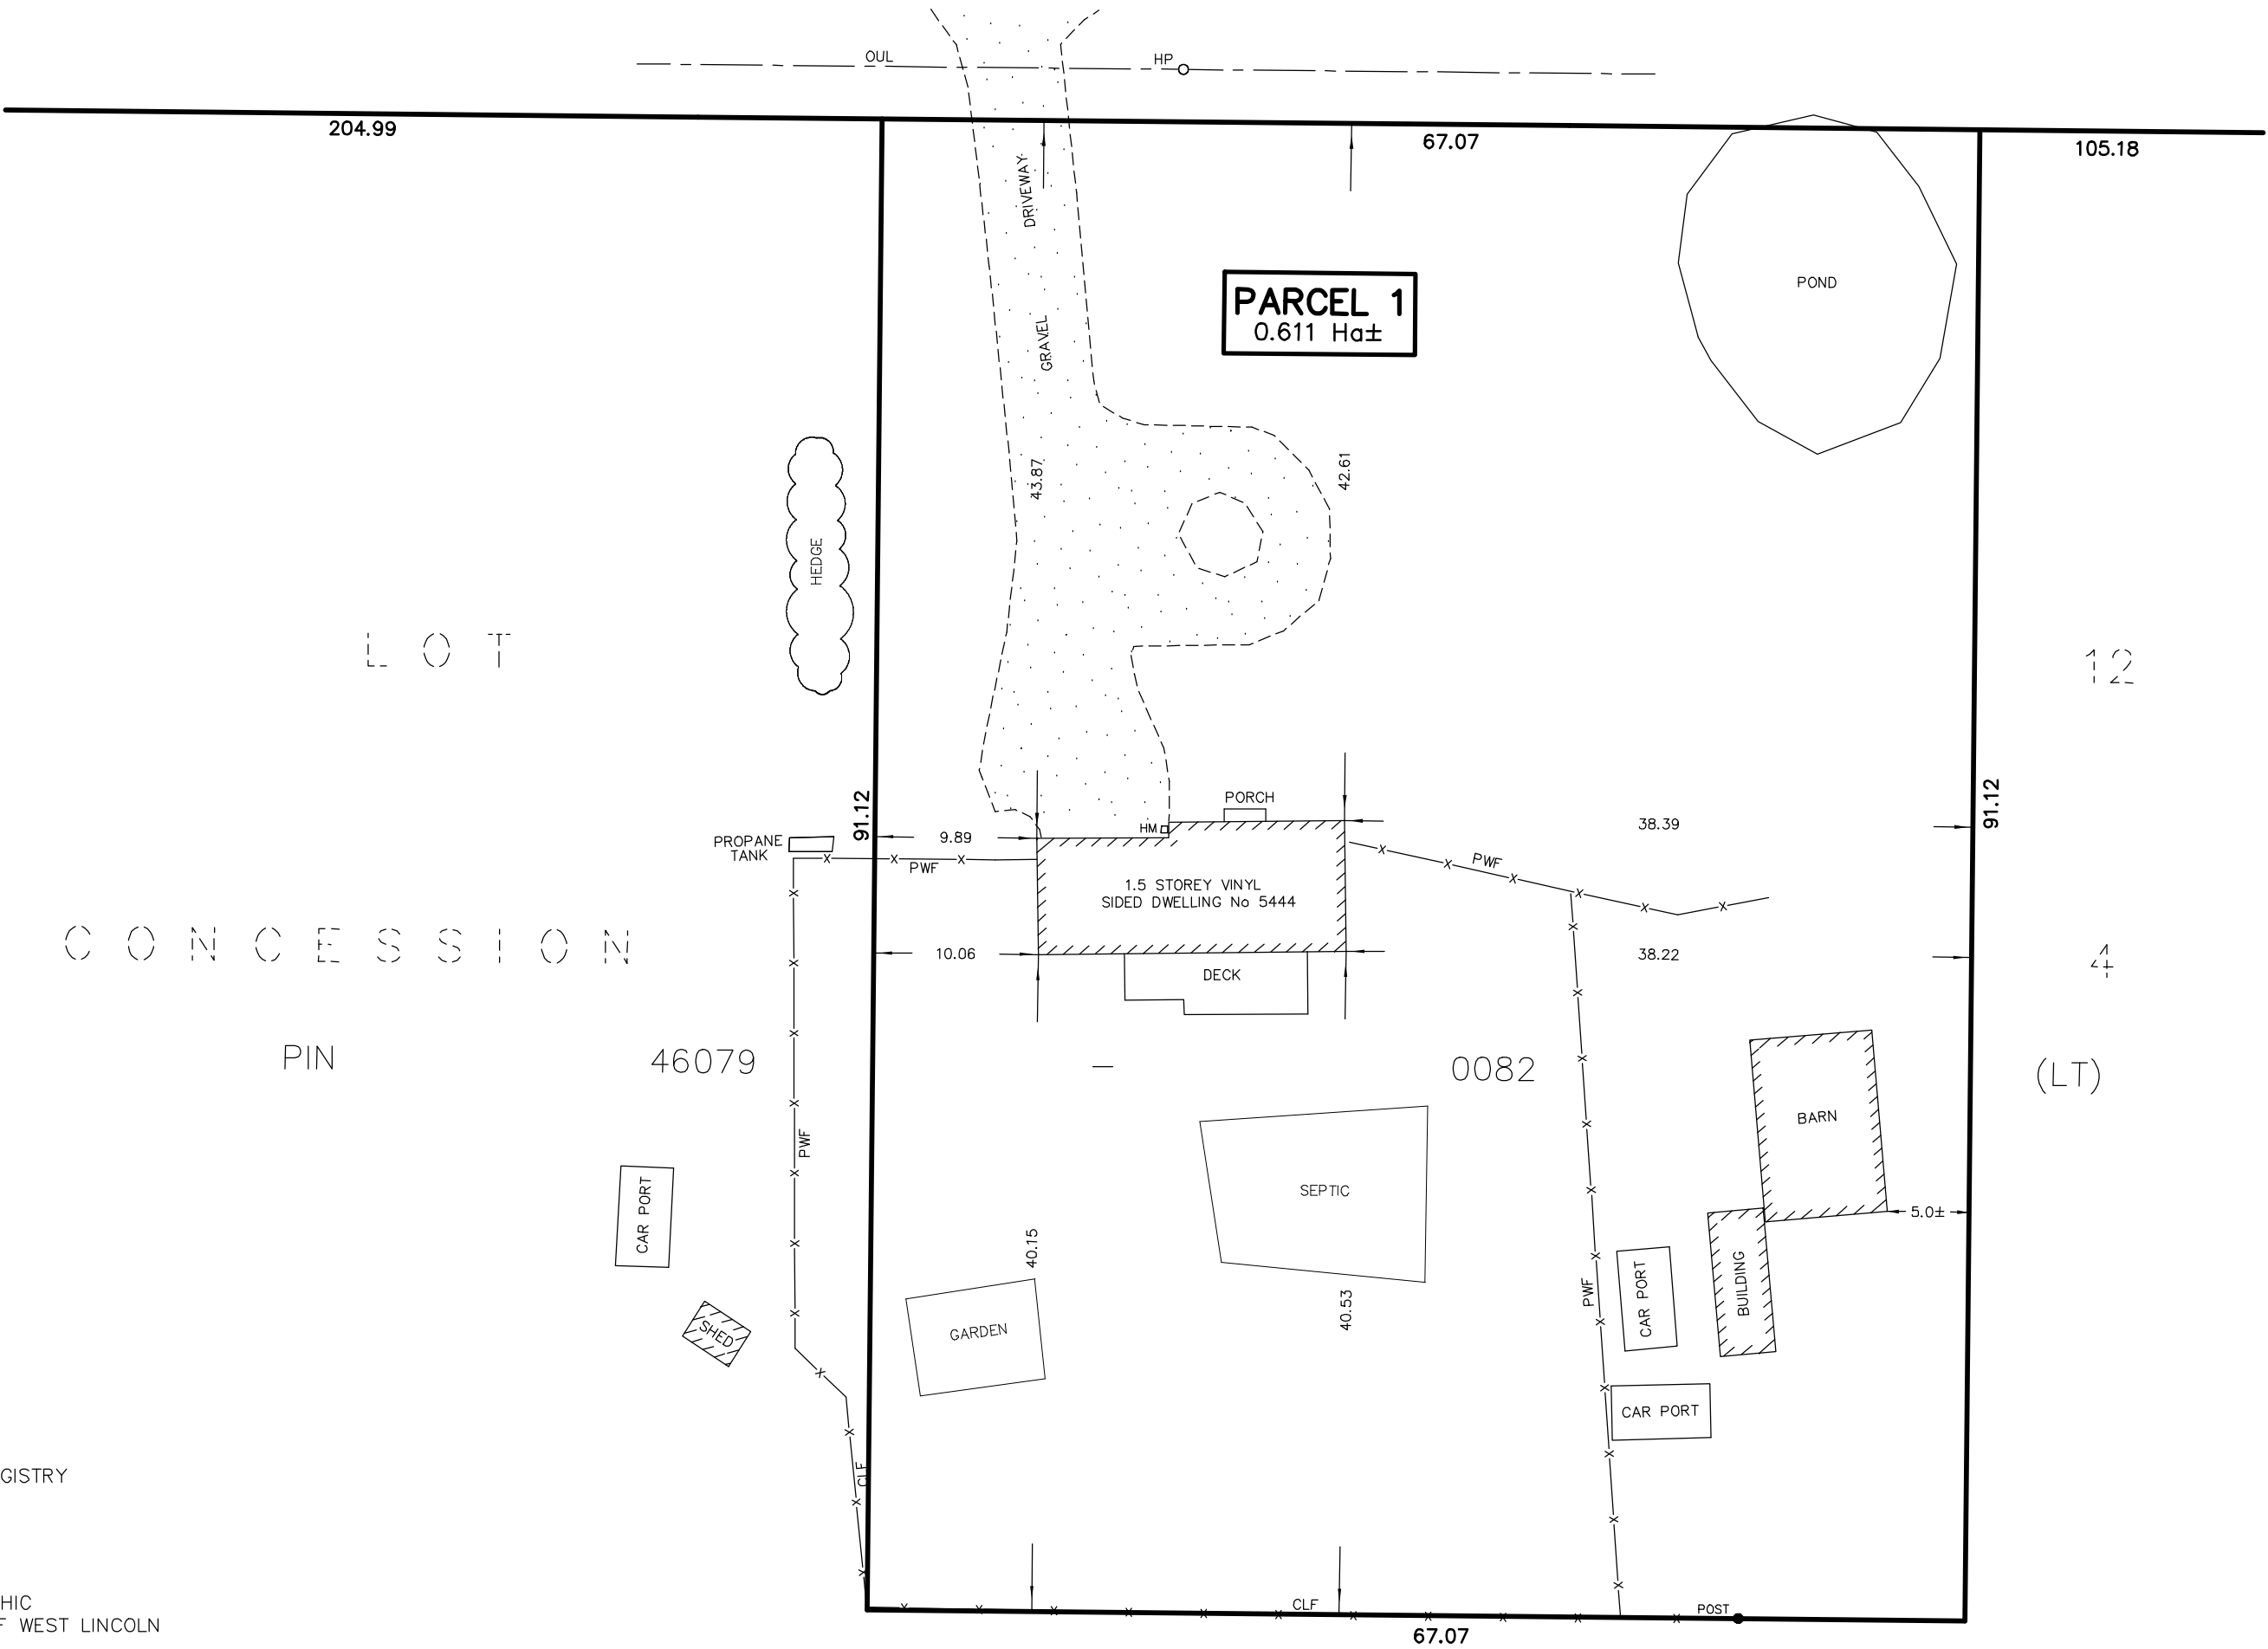 OUL
HP
204.99
67.07
105.18
DRIVEWAY
GRAVEL
PARCEL 1
0.611 Ha±
POND
43.87
42.61
HEDGE
LOT
12
91.12
91.12
PORCH
HM
PROPANE
TANK
9.89
38.39
PWF
PWF
1.5 STOREY VINYL
SIDED DWELLING No 5444
CONCESSION
4
10.06
38.22
DECK
PIN 46079 – 0082 (LT)
BARN
PWF
CAR PORT
SEPTIC
5.0±
40.15
40.53
PWF
CAR PORT
BUILDING
SHED
GARDEN
CAR PORT
CLF
GISTRY
HIC
WEST LINCOLN
CLF
POST
67.07